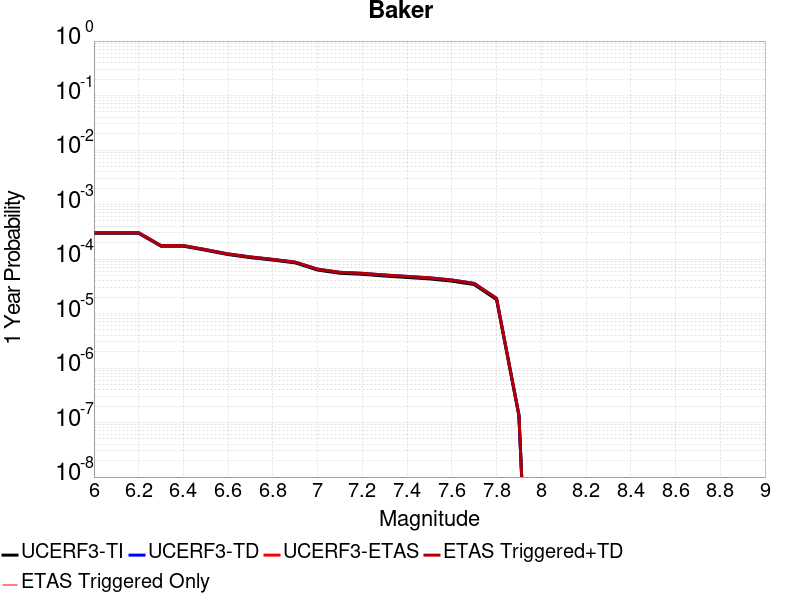 Baker
10^0
10^-1
10^-2
10^-3
10^-4
10^-5
10^-6
10^-7
10^-8
1 Year Probability
6 6.2 6.4 6.6 6.8 7 7.2 7.4 7.6 7.8 8 8.2 8.4 8.6 8.8 9
Magnitude
UCERF3-TI UCERF3-TD UCERF3-ETAS ETAS Triggered+TD
ETAS Triggered Only